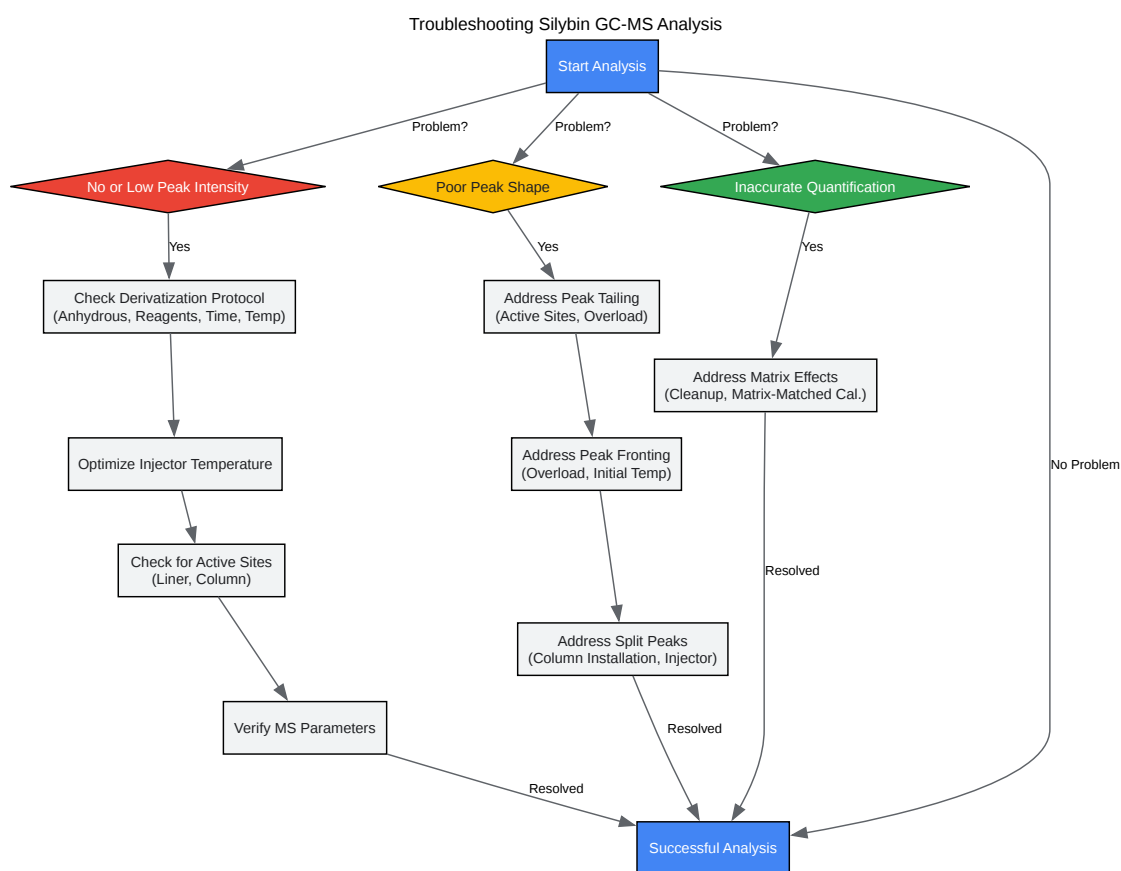 Troubleshooting Silybin GC-MS Analysis
Start Analysis
Problem?
Problem?
Problem?
No or Low Peak Intensity
Poor Peak Shape
Inaccurate Quantification
Yes
Yes
Yes
Check Derivatization Protocol
(Anhydrous, Reagents, Time, Temp)
Address Peak Tailing
(Active Sites, Overload)
Address Matrix Effects
(Cleanup, Matrix-Matched Cal.)
Optimize Injector Temperature
Address Peak Fronting
(Overload, Initial Temp)
No Problem
Check for Active Sites
(Liner, Column)
Resolved
Address Split Peaks
(Column Installation, Injector)
Verify MS Parameters
Resolved
Resolved
Successful Analysis